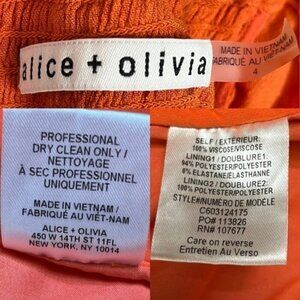 alice + olivia
MADE IN VIETNAM
FABRIQUÉ AU VIET-NAM
4
PROFESSIONAL
DRY CLEAN ONLY /
NETTOYAGE
À SEC PROFESSIONEL
UNIQUEMENT
MADE IN VIETNAM /
FABRIQUÉ AU VIÊT-NAM
ALICE + OLIVIA
450 W 14TH ST 11FL
NEW YORK, NY 10014
SELF / EXTÉRIEUR:
100% VISCOSE/VISCOSE
LINING1 / DOUBLURE1:
94% POLYESTER/POLYESTER
6% ELASTANE/ÉLASTHANNE
LINING2 / DOUBLURE2:
100% POLYESTER/POLYESTER
STYLE#/NUMÉRO DE MODÈLE
C603124175
PO# 113826
RN# 107677
Care on reverse
Entretien Au Verso